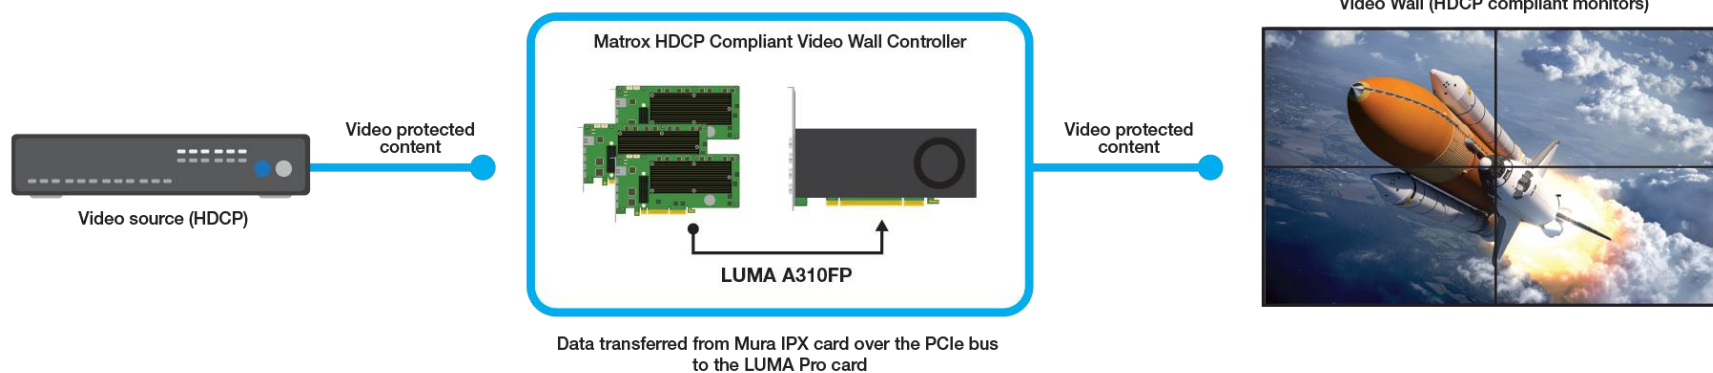 Video Wall (HDCP compliant monitors)
Matrox HDCP Compliant Video Wall Controller
Video protected
content
Video protected
content
Video source (HDCP)
LUMA A310FP
Data transferred from Mura IPX card over the PCIe bus
to the LUMA Pro card